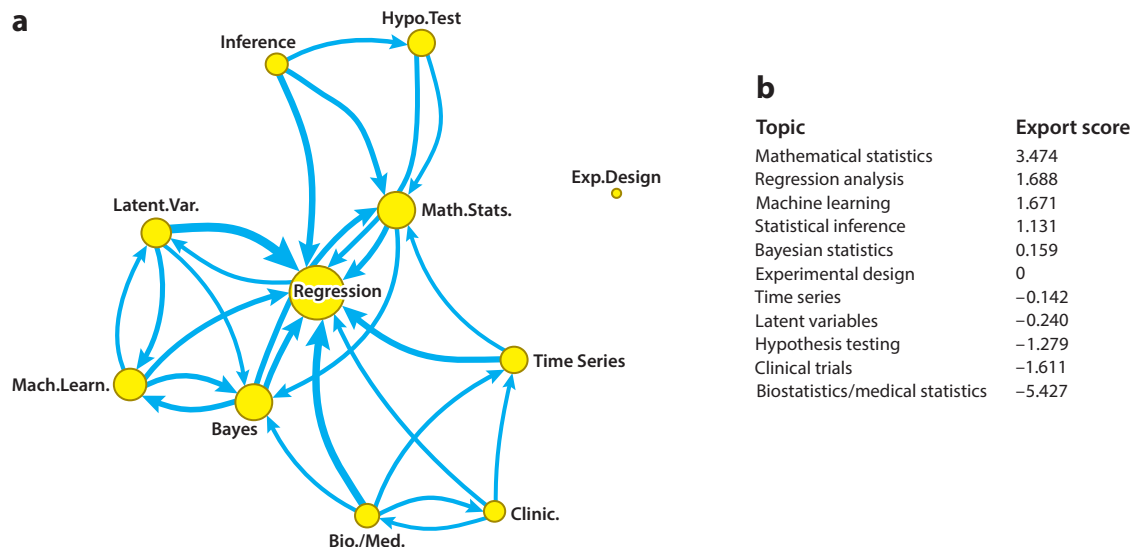 a
Hypo.Test
Inference
Exp.Design
Latent.Var.
Math.Stats.
Regression
Time Series
Mach.Learn.
Bayes
Clinic.
Bio./Med.
b
Topic Export score
Mathematical statistics 3.474
Regression analysis 1.688
Machine learning 1.671
Statistical inference 1.131
Bayesian statistics 0.159
Experimental design 0
Time series −0.142
Latent variables −0.240
Hypothesis testing −1.279
Clinical trials −1.611
Biostatistics/medical statistics −5.427